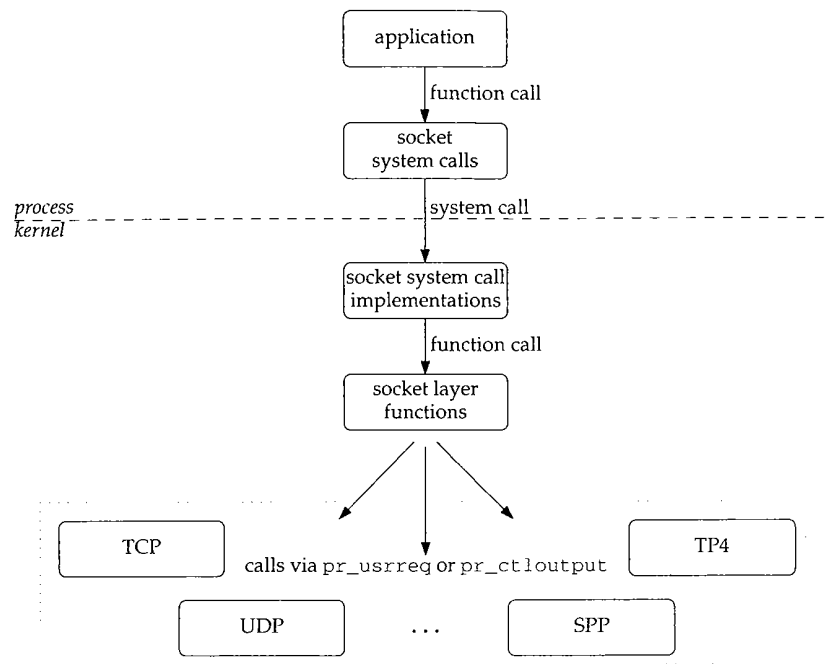 application
function call
socket
system calls
process
system call
kernel
socket system call
implementations
function call
socket layer
functions
TCP
TP4
calls via pr_usrreq or pr_ctloutput
UDP
...
SPP